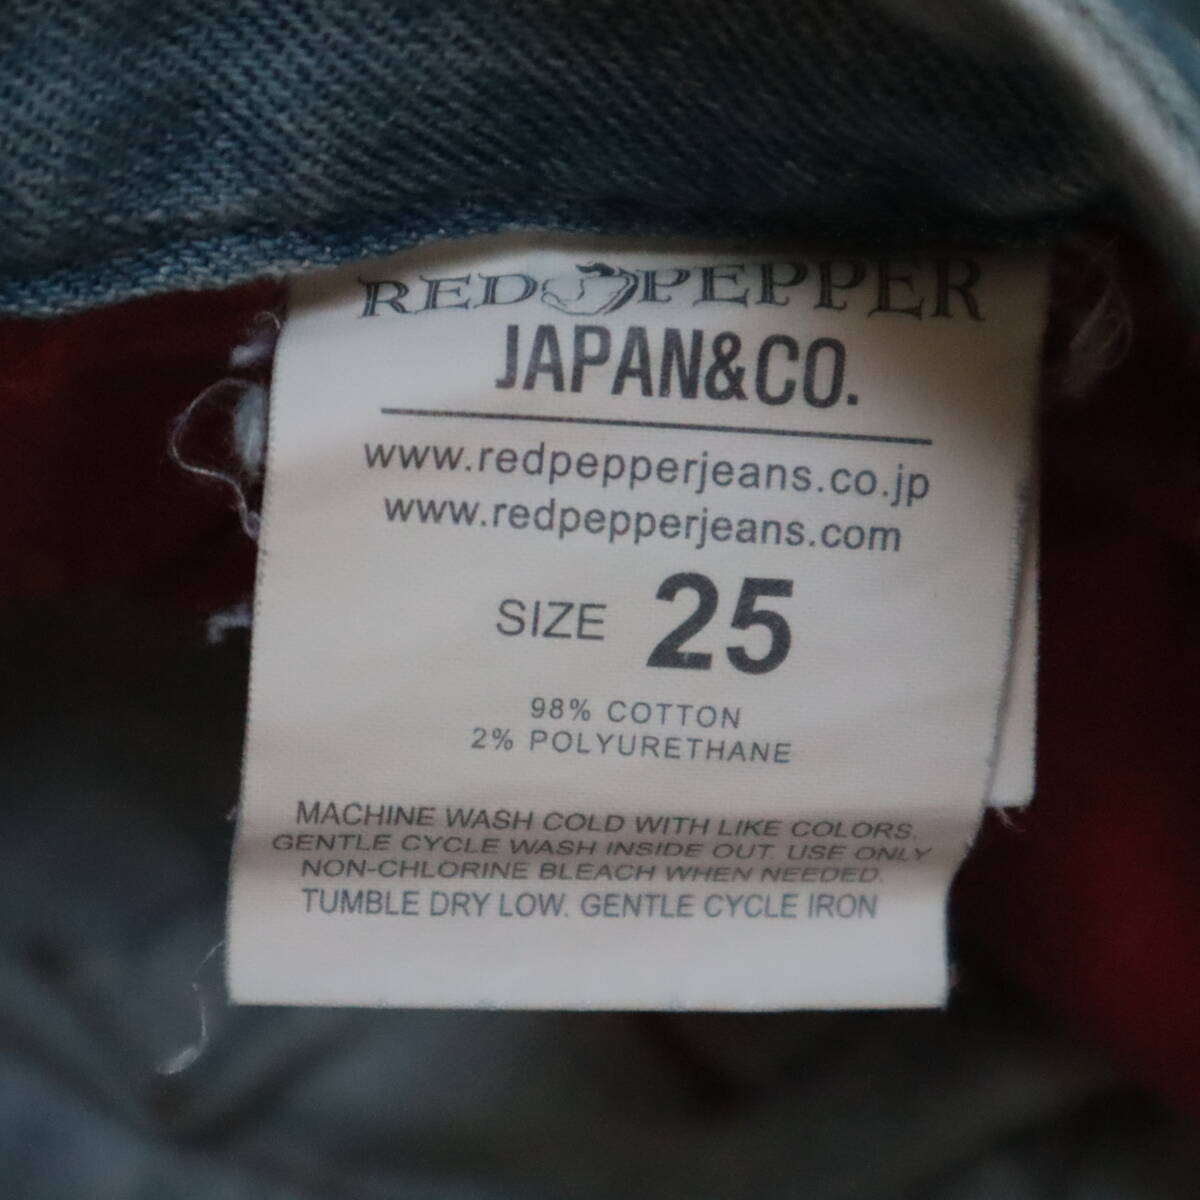 RED PEPPER
JAPAN&CO.
www.redpepperjeans.co.jp
www.redpepperjeans.com
SIZE 25
98% COTTON
2% POLYURETHANE
MACHINE WASH COLD WITH LIKE COLORS.
GENTLE CYCLE WASH INSIDE OUT. USE ONLY
NON-CHLORINE BLEACH WHEN NEEDED.
TUMBLE DRY LOW. GENTLE CYCLE IRON